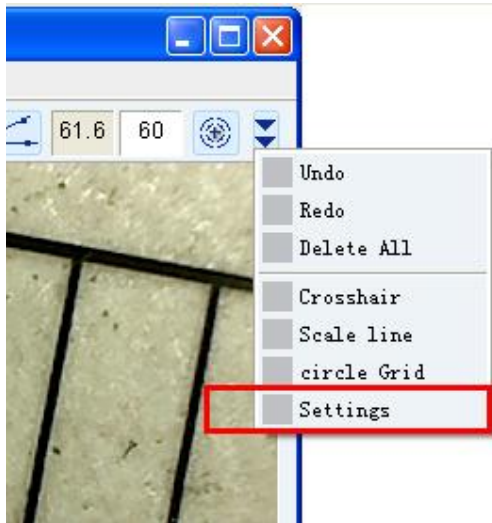 61.6 60
Undo
Redo
Delete All
Crosshair
Scale line
circle Grid
Settings